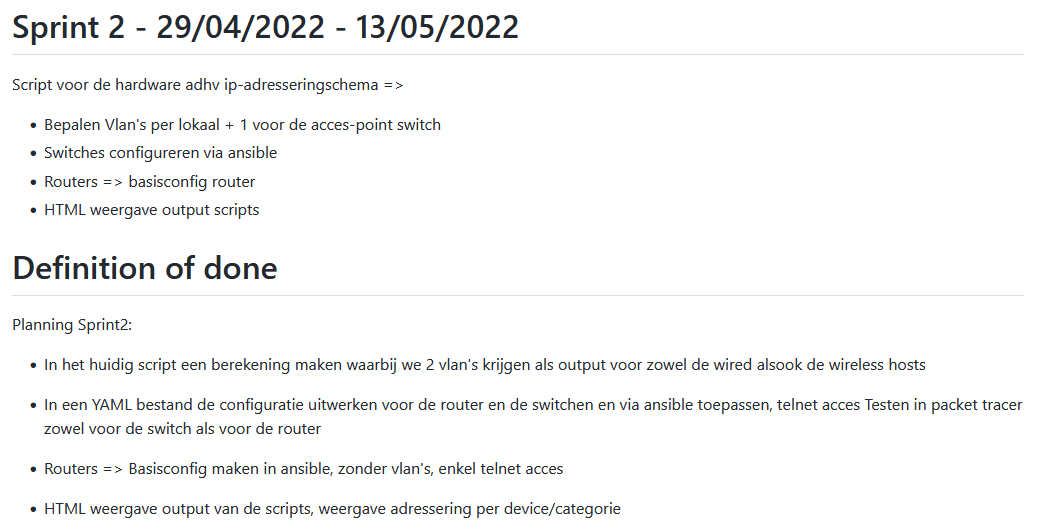 Sprint 2 - 29/04/2022 - 13/05/2022
Script voor de hardware adhv ip-adresseringschema =>
• Bepalen Vlan's per lokaal + 1 voor de acces-point switch
• Switches configureren via ansible
• Routers => basisconfig router
• HTML weergave output scripts
Definition of done
Planning Sprint2:
• In het huidig script een berekening maken waarbij we 2 vlan's krijgen als output voor zowel de wired alsook de wireless hosts
• In een YAML bestand de configuratie uitwerken voor de router en de switchen en via ansible toepassen, telnet acces Testen in packet tracer
zowel voor de switch als voor de router
• Routers => Basisconfig maken in ansible, zonder vlan's, enkel telnet acces
• HTML weergave output van de scripts, weergave adressering per device/categorie